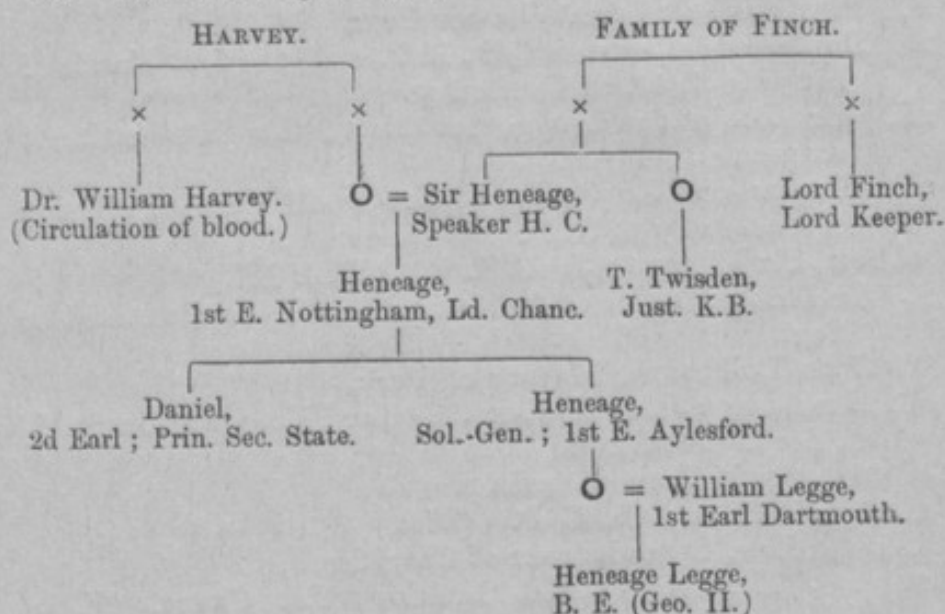 HARVEY.
FAMILY OF FINCH.
× × × ×
Dr. William Harvey.
(Circulation of blood.)
O = Sir Heneage,
Speaker H. C.
O
Lord Finch,
Lord Keeper.
Heneage,
1st E. Nottingham, Ld. Chanc.
T. Twisden,
Just. K.B.
Daniel,
2d Earl ; Prin. Sec. State.
Heneage,
Sol.-Gen. ; 1st E. Aylesford.
O = William Legge,
1st Earl Dartmouth.
Heneage Legge,
B. E. (Geo. II.)